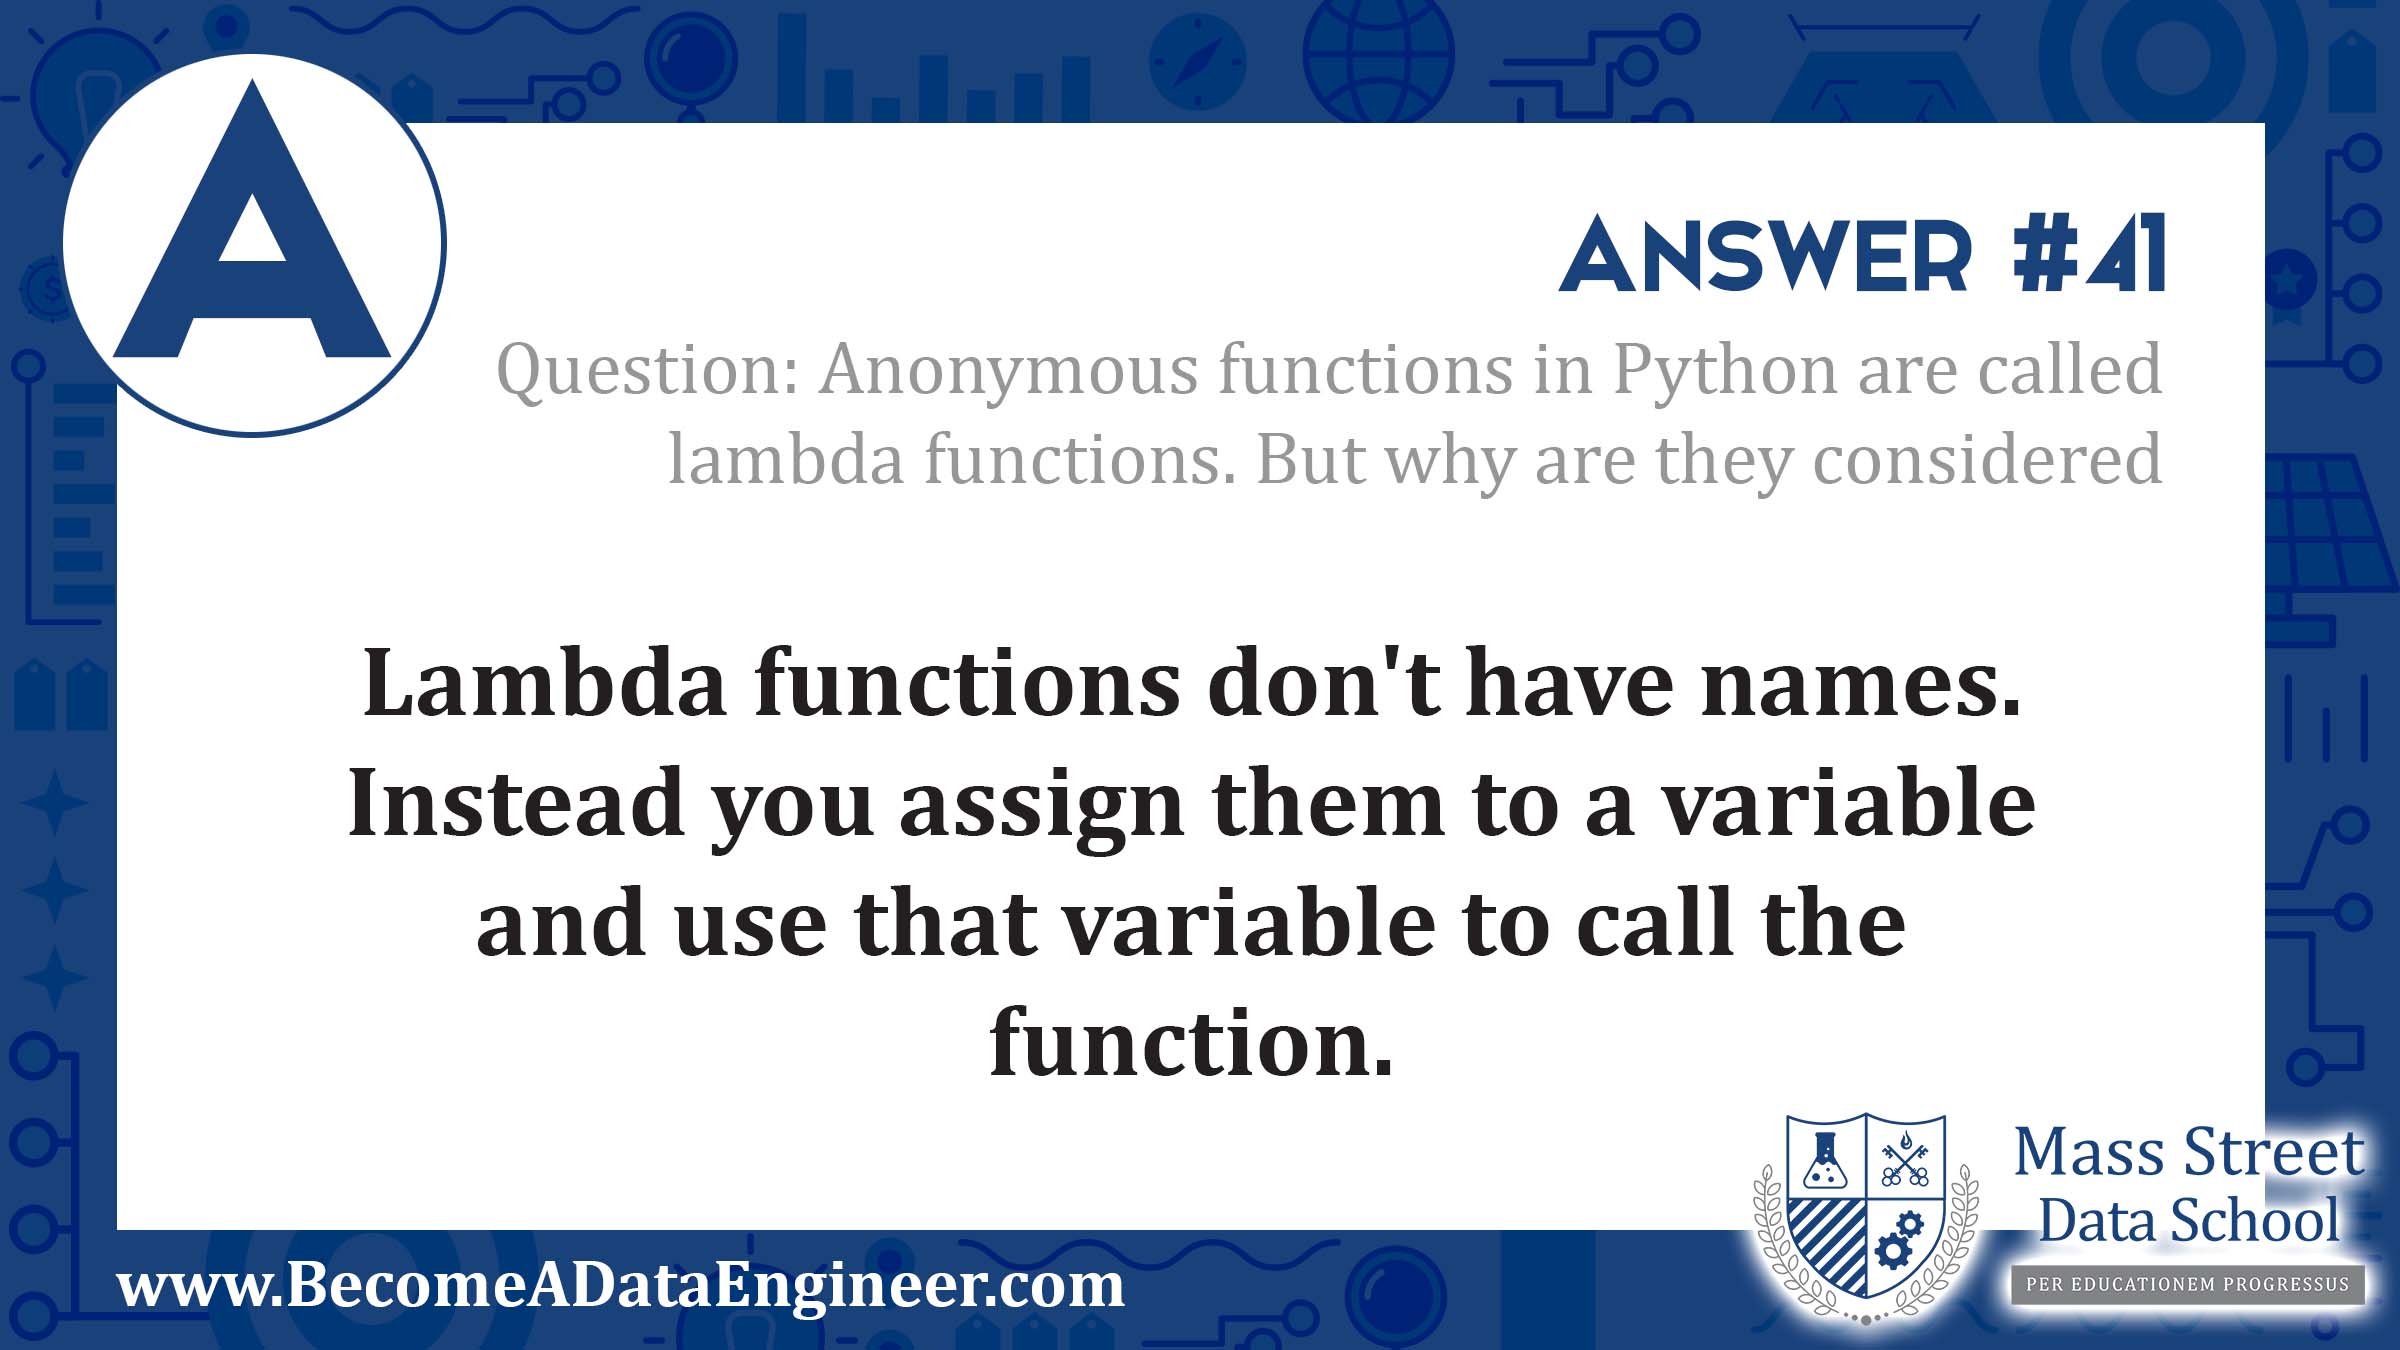 A
ANSWER #41
Question: Anonymous functions in Python are called
lambda functions. But why are they considered
Lambda functions don't have names.
Instead you assign them to a variable
and use that variable to call the
function.
Mass Street
Data School
PER EDUCATIONEM PROGRESSUS
www.BecomeADataEngineer.com
$